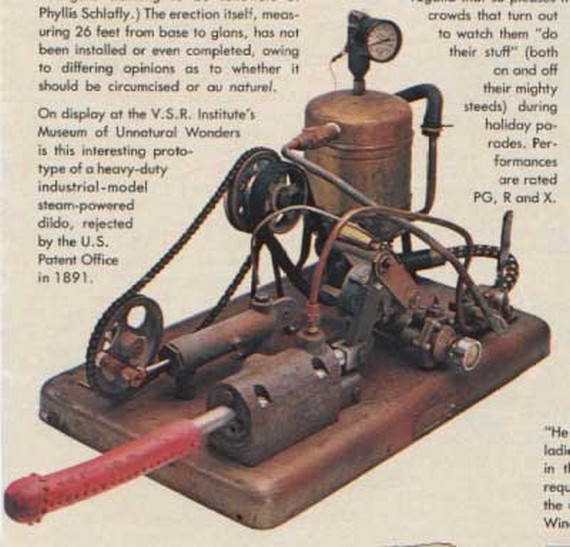 Phyllis Schlafly.) The erection itself, meas-
uring 26 feet from base to glans, has not
been installed or even completed, owing
to differing opinions as to whether it
should be circumcised or au naturel.
On display at the V.S.R. Institute's
Museum of Unnatural Wonders
is this interesting proto-
type of a heavy-duty
industrial-model
steam-powered
dildo, rejected
by the U.S.
Patent Office
in 1891.
crowds that turn out
to watch them "do
their stuff" (both
on and off
their mighty
steeds) during
holiday pa-
rades. Per-
formances
are rated
PG, R and X.
"He
ladie
in th
requ
the
Win